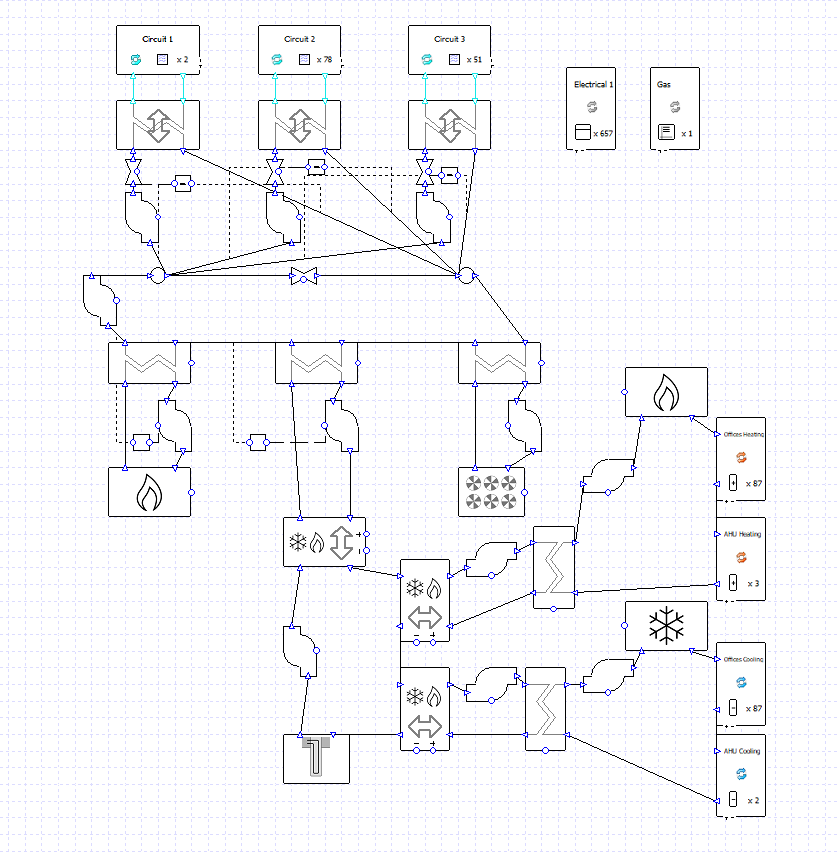 Circuit 1
x 2
Circuit 2
x 78
Circuit 3
x 51
Electrical 1
x 657
Gas
x 1
Offices Heating
x 87
AHU Heating
x 3
Offices Cooling
x 87
AHU Cooling
x 2